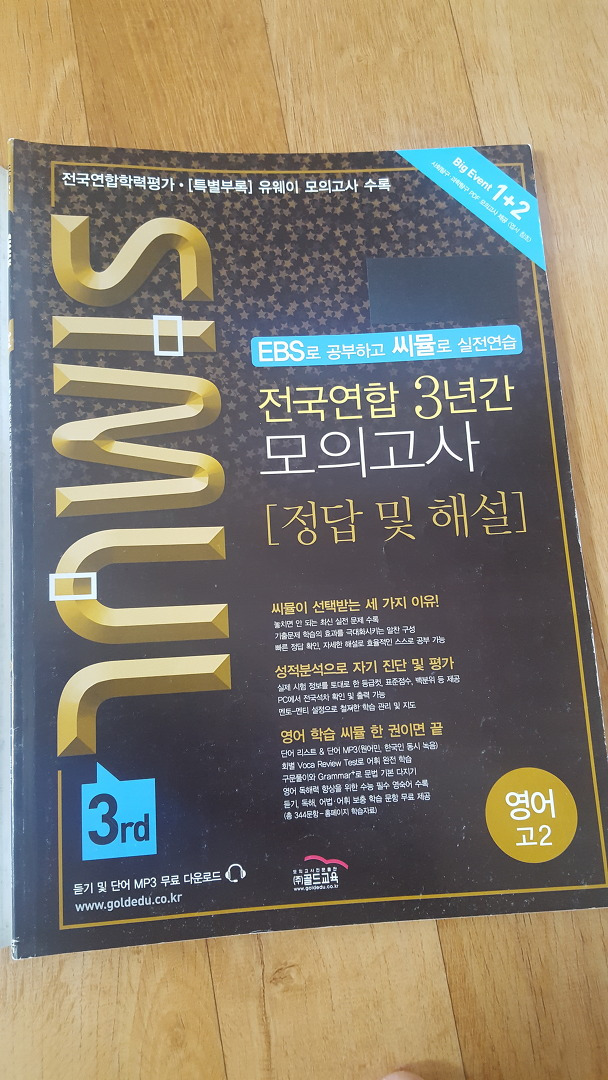 전국연합학력평가 • [특별부록] 유웨이 모의고사 수록
Big Event 1+2
SIMUL
EBS로 공부하고 씨뮬로 실전연습
전국연합 3년간
모의고사
[정답 및 해설]
씨뮬이 선택받는 세 가지 이유!
놓치면 안 되는 최신 실전 문제 수록
기출문제 학습의 효과를 극대화시키는 알찬 구성
빠른 정답 확인, 자세한 해설로 효율적인 스스로 공부 가능
성적분석으로 자기 진단 및 평가
실제 시험 정보를 토대로 한 등급컷, 표준점수, 백분위 등 제공
PC에서 전국석차 확인 및 출력 가능
멘토-멘티 설정으로 철저한 학습 관리 및 지도
영어 학습 씨뮬 한 권이면 끝
단어 리스트 & 단어 MP3(원어민, 한국인 동시 녹음)
회별 Voca Review Test로 어휘 완전 학습
구문풀이와 Grammar+로 문법 기본 다지기
영어 독해력 향상을 위한 수능 필수 영숙어 수록
듣기, 독해, 어법·어휘 보충 학습 문항 무료 제공
(총 344문항-홈페이지 학습자료)
3rd
영어
고2
듣기 및 단어 MP3 무료 다운로드
www.goldedu.co.kr
모의고사전문출판
(주)골드교육
www.goldedu.co.kr